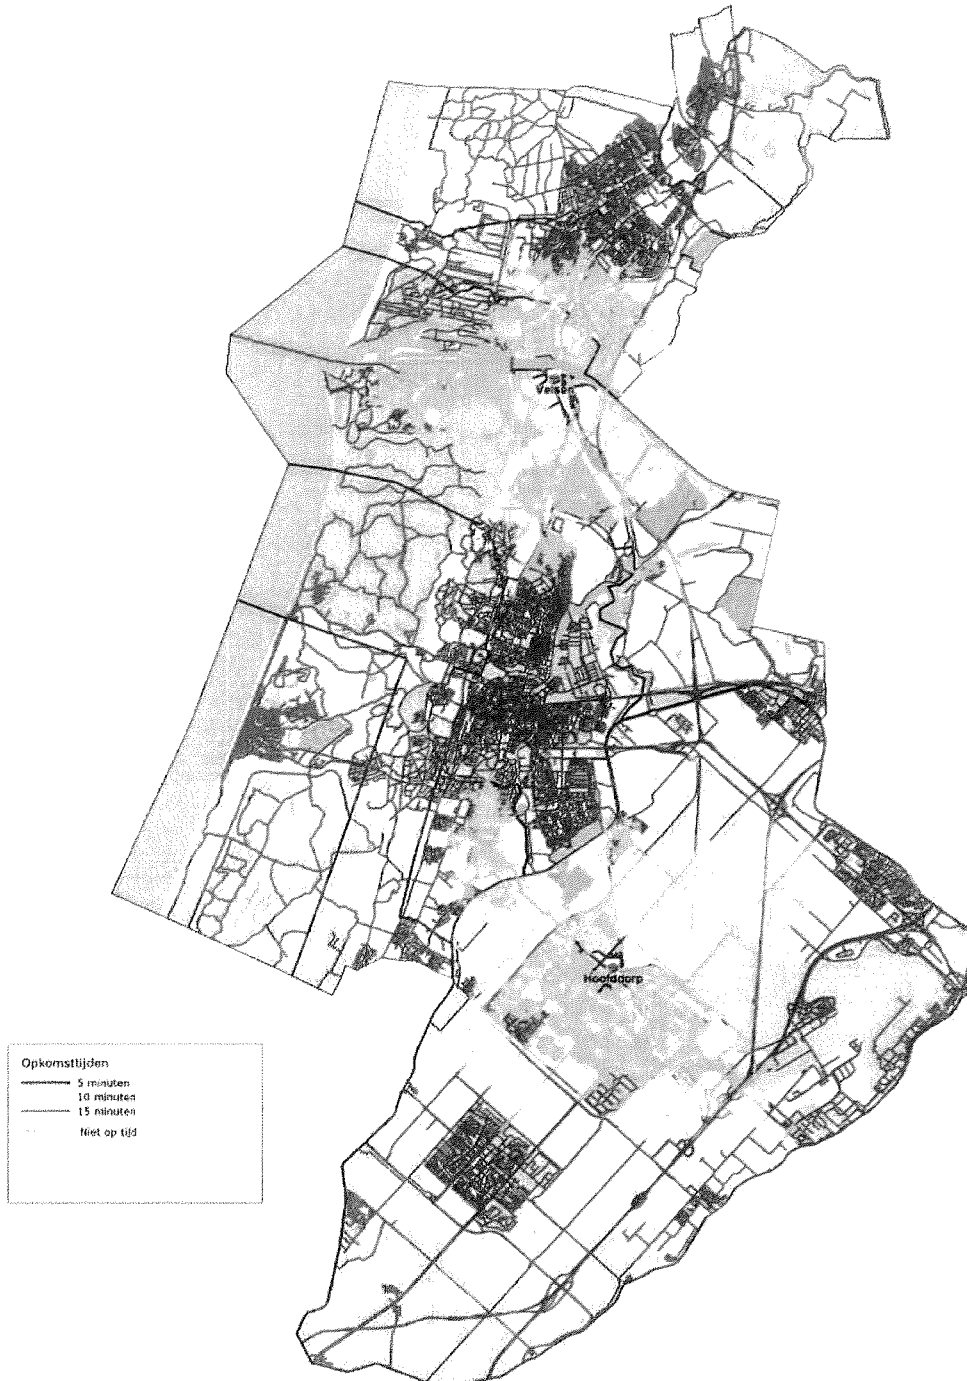 Velsen
Hoofddorp
Opkomsttijden
5 minuten
10 minuten
15 minuten
Niet op tijd